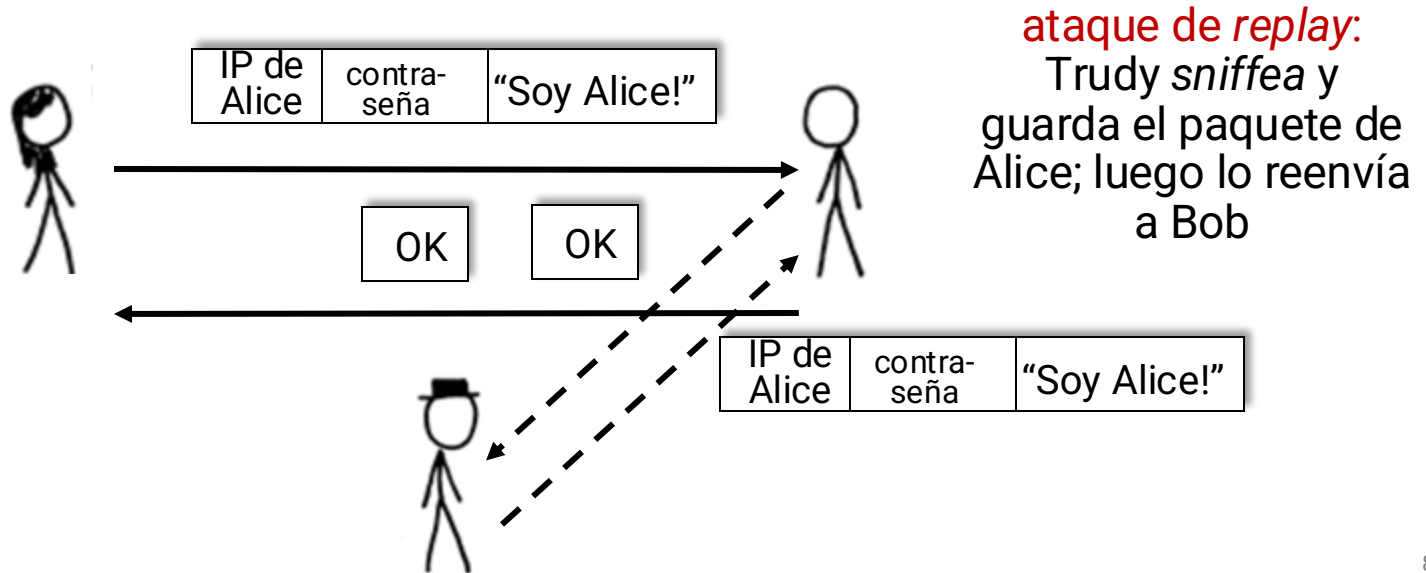 ataque de replay:
Trudy sniffea y
guarda el paquete de
Alice; luego lo reenvía
a Bob
IP de
Alice
contra-
seña
“Soy Alice!”
OK
OK
IP de
Alice
contra-
seña
“Soy Alice!”